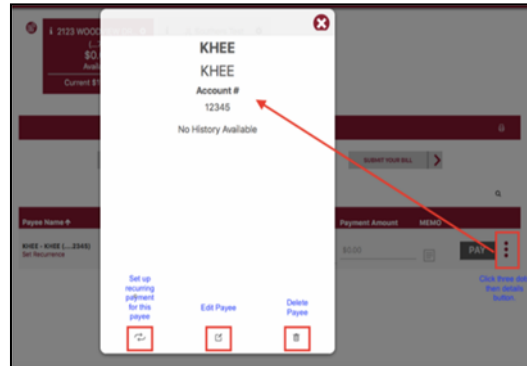 2123 WOOD
(...
$0.
Avail
Current $1
KHEE
KHEE
Account #
12345
No History Available
SUBMIT YOUR BILL
Payee Name
Payment Amount
MEMO
KHEE - KHEE (....2345)
Set Recurrence
$0.00
PAY
Click three dot
then details
button.
Set up
recurring
payment
for this
payee
Edit Payee
Delete
Payee